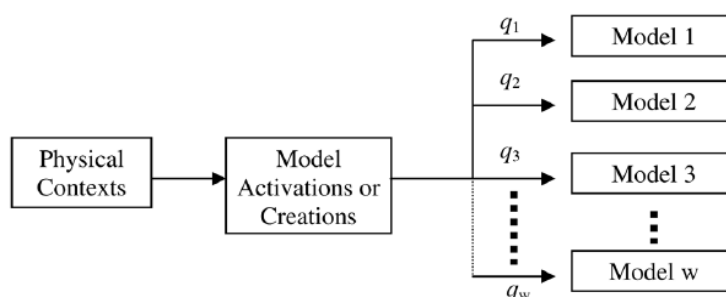 q1
Model 1
q2
Model 2
q3
Model 3
Physical
Contexts
Model
Activations or
Creations
qw
Model w